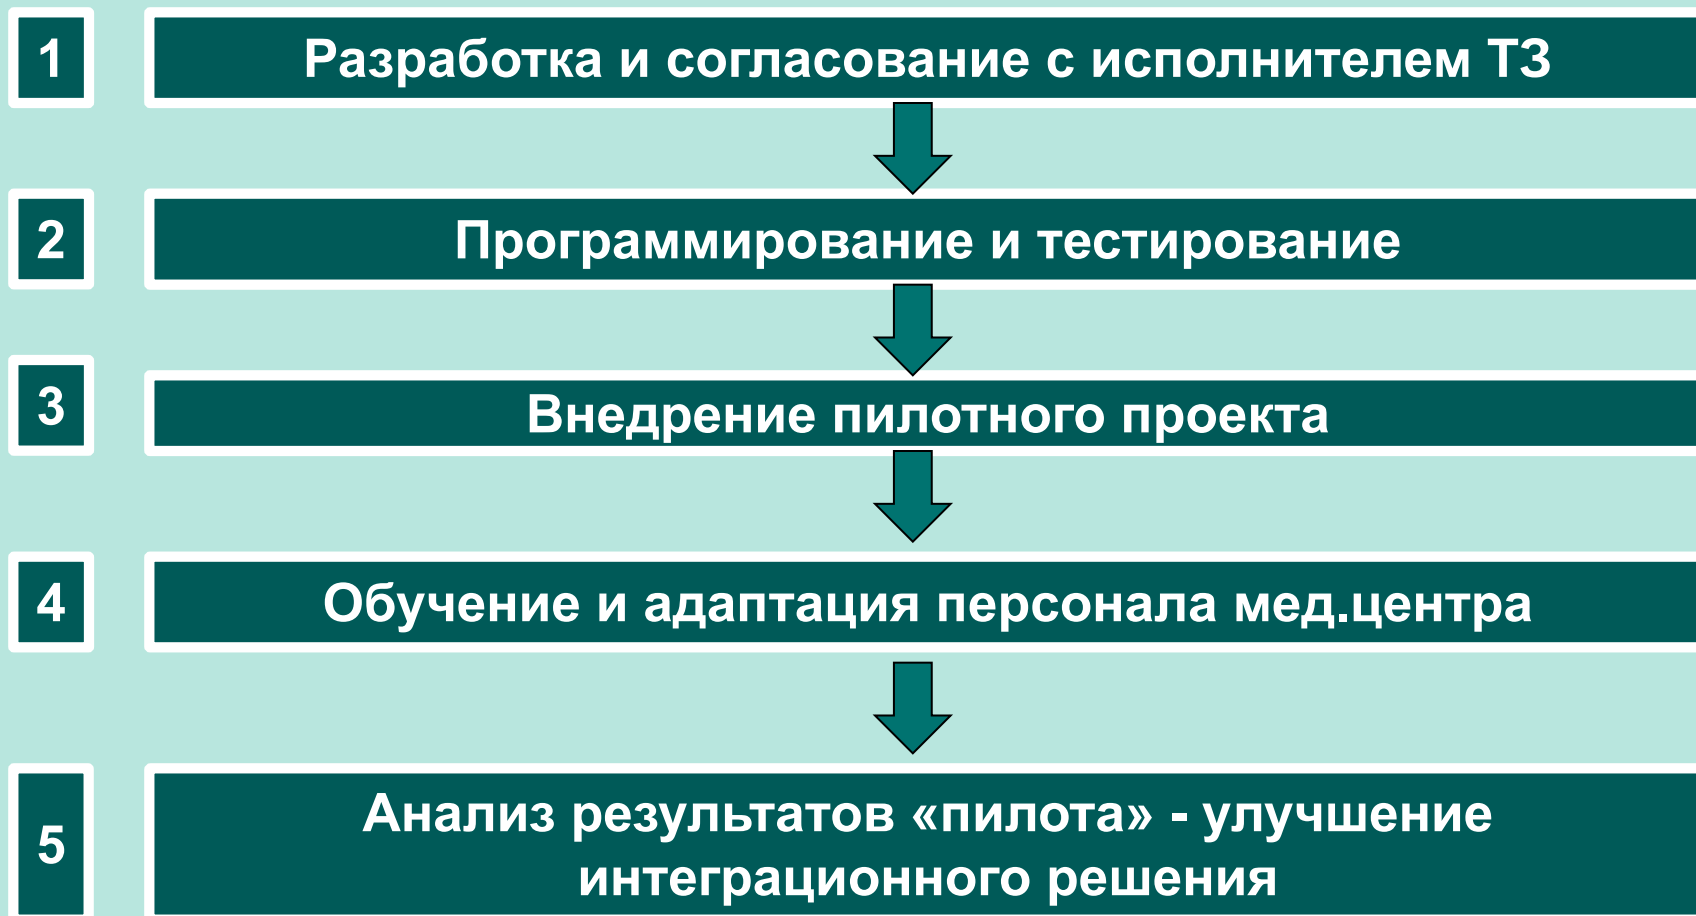 1
Разработка и согласование с исполнителем ТЗ
2
Программирование и тестирование
3
Внедрение пилотного проекта
4
Обучение и адаптация персонала мед.центра
5
Анализ результатов «пилота» - улучшение
интеграционного решения